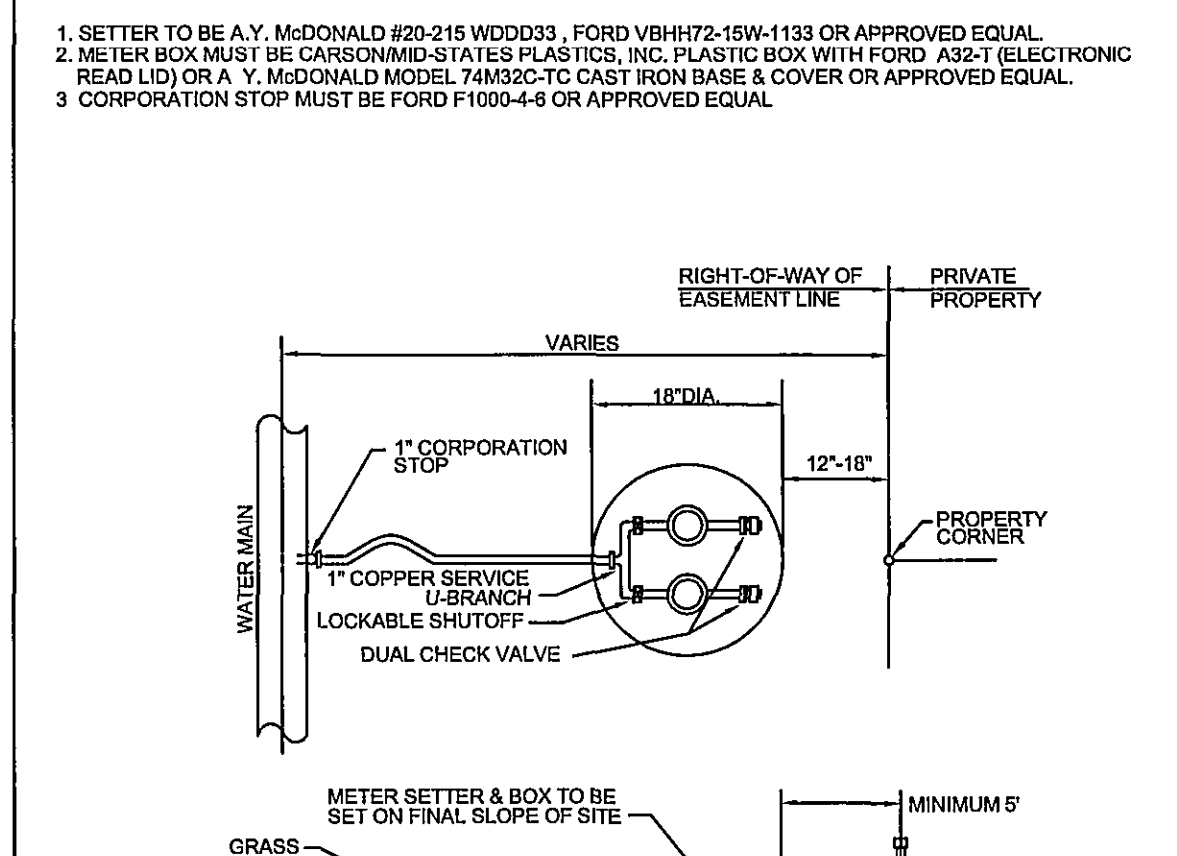 1. SETTER TO BE A.Y. McDONALD #20-215 WDDD33 , FORD VBHH72-15W-1133 OR APPROVED EQUAL.
2. METER BOX MUST BE CARSON/MID-STATES PLASTICS, INC. PLASTIC BOX WITH FORD A32-T (ELECTRONIC
READ LID) OR A Y. McDONALD MODEL 74M32C-TC CAST IRON BASE & COVER OR APPROVED EQUAL.
3 CORPORATION STOP MUST BE FORD F1000-4-6 OR APPROVED EQUAL
RIGHT-OF-WAY OF
EASEMENT LINE
PRIVATE
PROPERTY
VARIES
18"DIA.
12"-18"
1" CORPORATION
STOP
WATER MAIN
PROPERTY
CORNER
1" COPPER SERVICE
U-BRANCH
LOCKABLE SHUTOFF
DUAL CHECK VALVE
METER SETTER & BOX TO BE
SET ON FINAL SLOPE OF SITE
MINIMUM 5'
GRASS